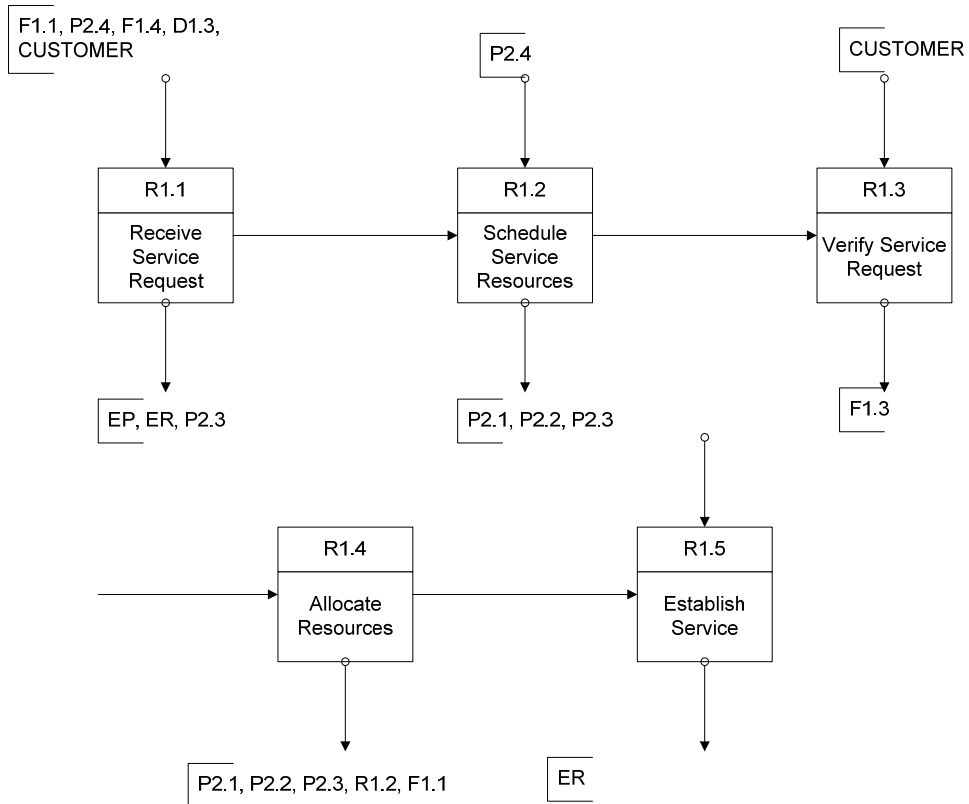 F1.1, P2.4, F1.4, D1.3,
CUSTOMER
P2.4
CUSTOMER
R1.1
Receive
Service
Request
R1.2
Schedule
Service
Resources
R1.3
Verify Service
Request
EP, ER, P2.3
P2.1, P2.2, P2.3
F1.3
R1.4
Allocate
Resources
R1.5
Establish
Service
P2.1, P2.2, P2.3, R1.2, F1.1
ER